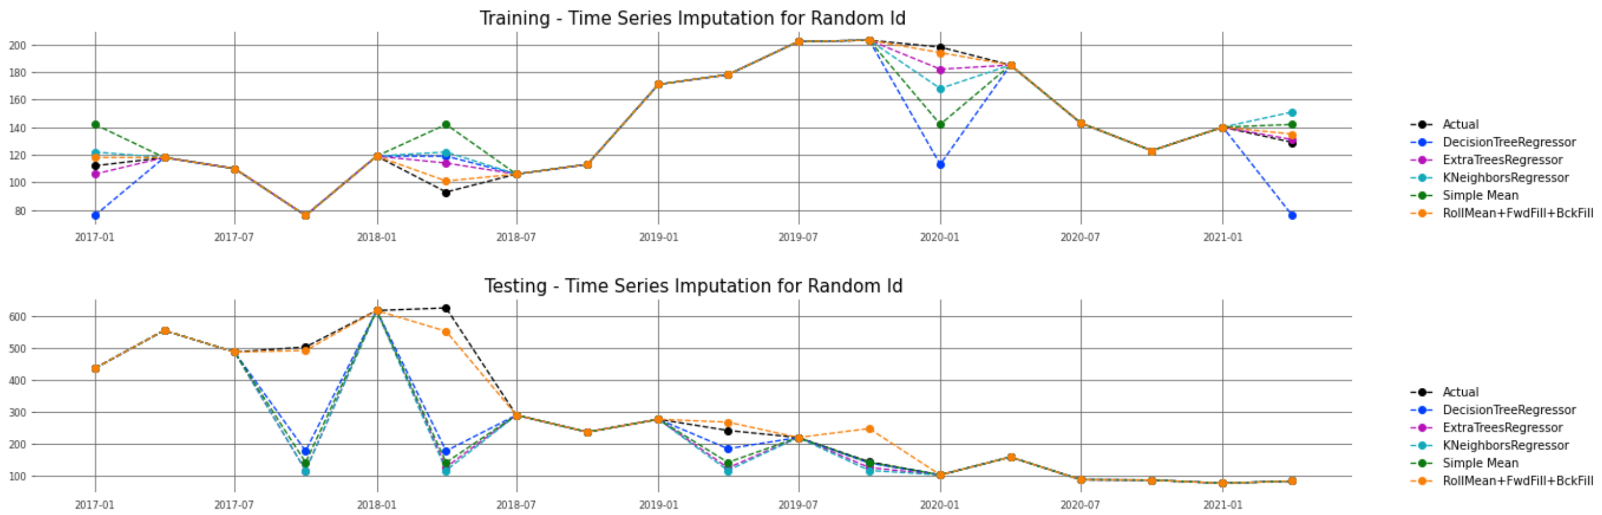 Training - Time Series Imputation for Random Id
200
180
160
140
120
100
80
2017-01 2017-07 2018-01 2018-07 2019-01 2019-07 2020-01 2020-07 2021-01
Actual
DecisionTreeRegressor
ExtraTreesRegressor
KNeighborsRegressor
Simple Mean
RollMean+FwdFill+BckFill
Testing - Time Series Imputation for Random Id
600
500
400
300
200
100
2017-01 2017-07 2018-01 2018-07 2019-01 2019-07 2020-01 2020-07 2021-01
Actual
DecisionTreeRegressor
ExtraTreesRegressor
KNeighborsRegressor
Simple Mean
RollMean+FwdFill+BckFill